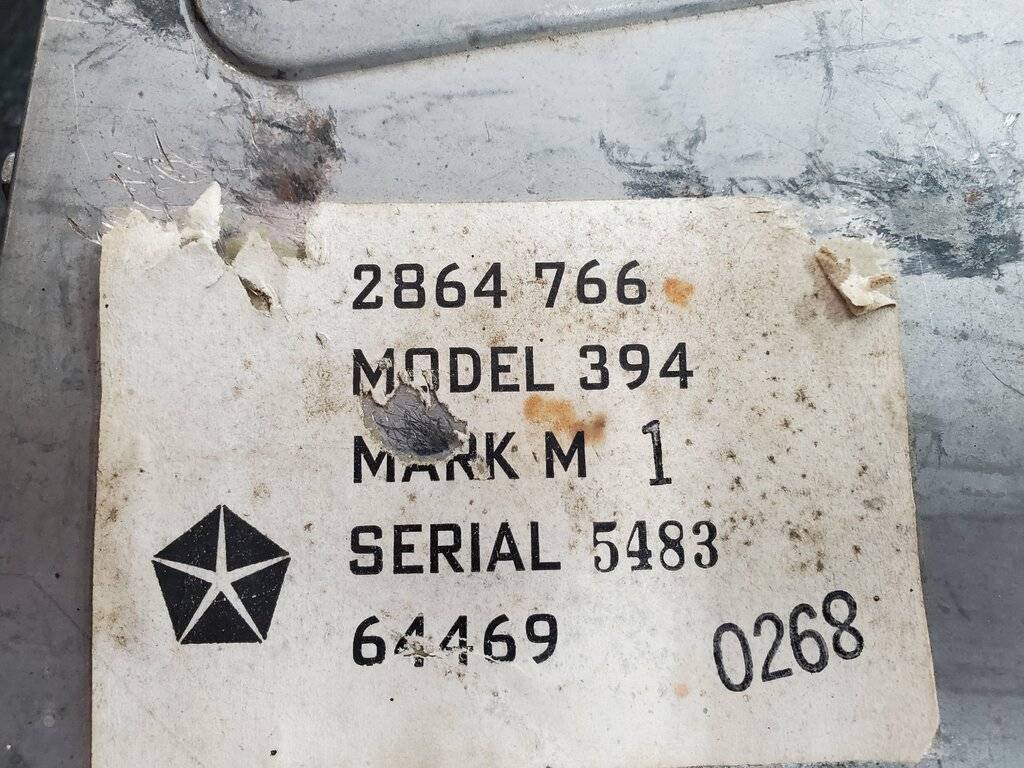 2864 766
MODEL 394
MARK M 1
SERIAL 5483
64469
0268